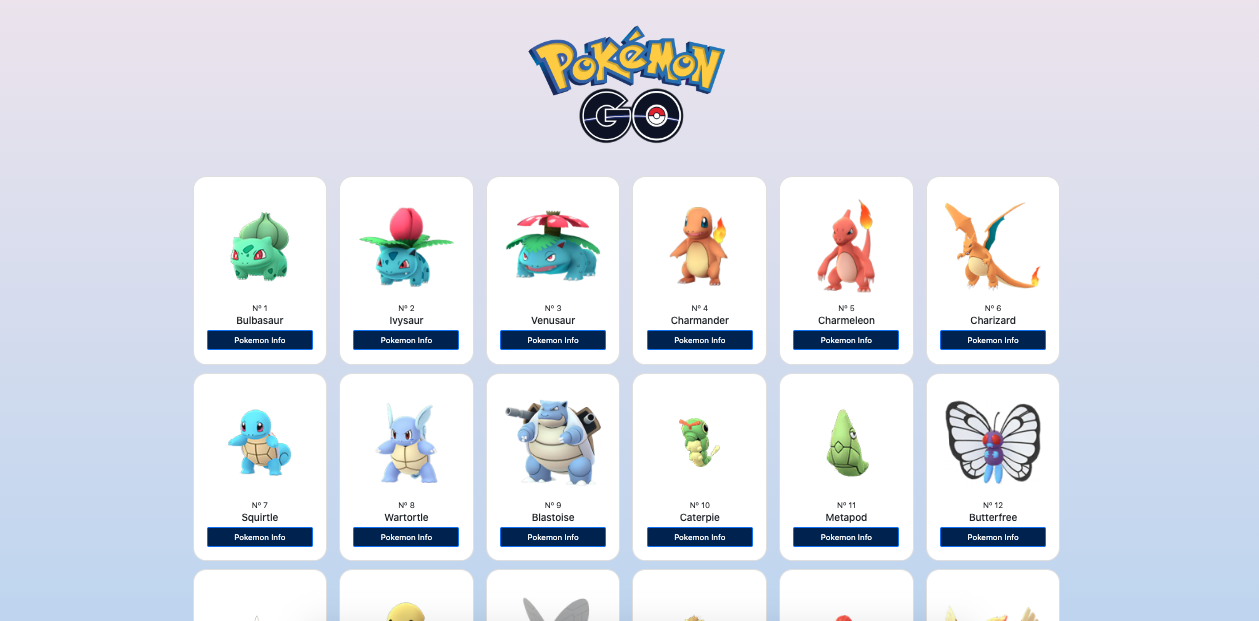 POKÉMON
GO
Nº 1
Bulbasaur
Pokemon Info
Nº 2
Ivysaur
Pokemon Info
Nº 3
Venusaur
Pokemon Info
Nº 4
Charmander
Pokemon Info
Nº 5
Charmeleon
Pokemon Info
Nº 6
Charizard
Pokemon Info
Nº 7
Squirtle
Pokemon Info
Nº 8
Wartortle
Pokemon Info
Nº 9
Blastoise
Pokemon Info
Nº 10
Caterpie
Pokemon Info
Nº 11
Metapod
Pokemon Info
Nº 12
Butterfree
Pokemon Info